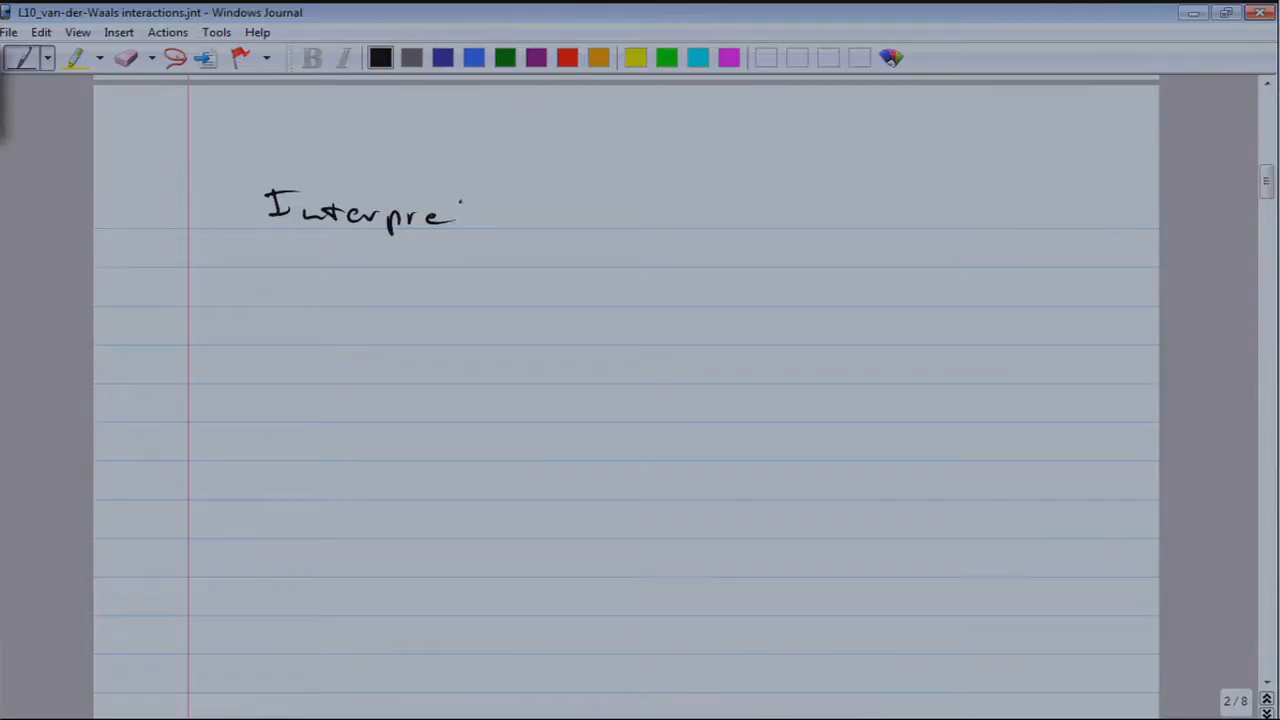 L10_van-der-Waals interactions.jnt - Windows Journal
File Edit View Insert Actions Tools Help
B I
Interpre
2 / 8